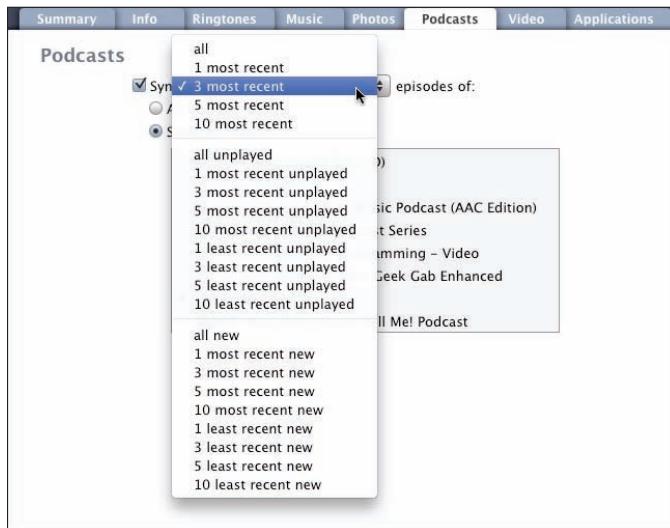 Summary Info Ringtones Music Photos Podcasts Video Applications
Podcasts
all
1 most recent
Syn ✓ 3 most recent episodes of:
5 most recent
10 most recent
all unplayed
1 most recent unplayed
3 most recent unplayed
5 most recent unplayed sic Podcast (AAC Edition)
10 most recent unplayed st Series
1 least recent unplayed mming – Video
3 least recent unplayed Geek Gab Enhanced
5 least recent unplayed
10 least recent unplayed
ll Me! Podcast
all new
1 most recent new
3 most recent new
5 most recent new
10 most recent new
1 least recent new
3 least recent new
5 least recent new
10 least recent new